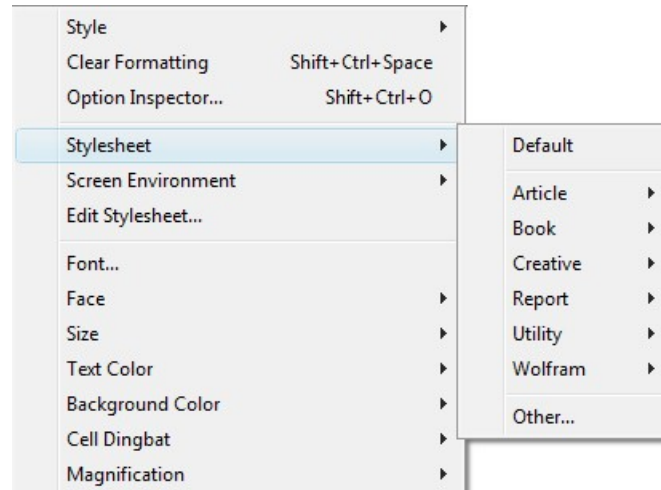 Style
Clear Formatting Shift+Ctrl+Space
Option Inspector... Shift+Ctrl+O
Stylesheet
Screen Environment
Edit Stylesheet...
Font...
Face
Size
Text Color
Background Color
Cell Dingbat
Magnification
Default
Article
Book
Creative
Report
Utility
Wolfram
Other...